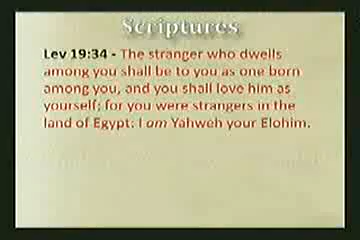 Scriptures
Lev 19:34 - The stranger who dwells
among you shall be to you as one born
among you, and you shall love him as
yourself; for you were strangers in the
land of Egypt: I am Yahweh your Elohim.